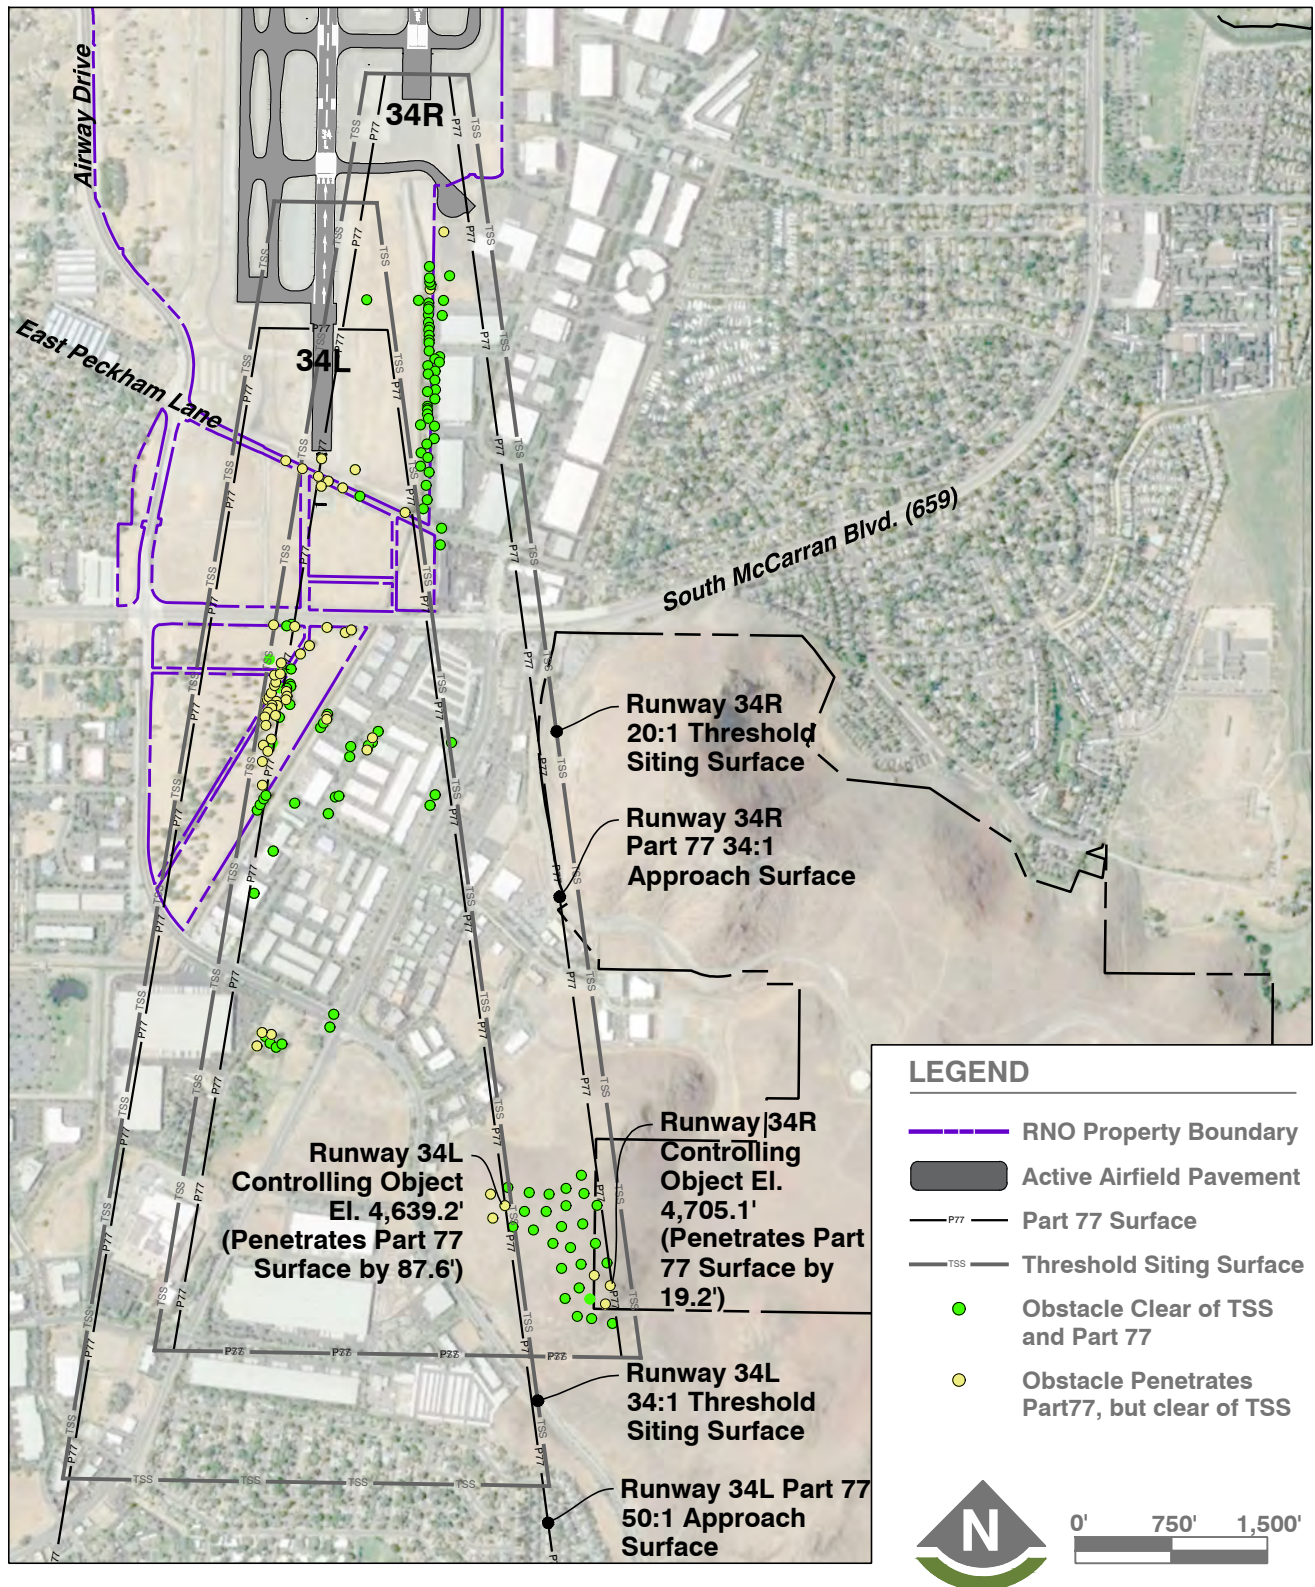 Airway Drive
34R
34L
East Peckham Lane
South McCarran Blvd. (659)
Runway 34R
20:1 Threshold
Siting Surface
Runway 34R
Part 77 34:1
Approach Surface
Runway 34L
Controlling Object
El. 4,639.2'
(Penetrates Part 77
Surface by 87.6')
Runway 34R
Controlling
Object El.
4,705.1'
(Penetrates Part
77 Surface by
19.2')
Runway 34L
34:1 Threshold
Siting Surface
Runway 34L Part 77
50:1 Approach
Surface
LEGEND
RNO Property Boundary
Active Airfield Pavement
P77
Part 77 Surface
TSS
Threshold Siting Surface
Obstacle Clear of TSS
and Part 77
Obstacle Penetrates
Part77, but clear of TSS
N
0' 750' 1,500'